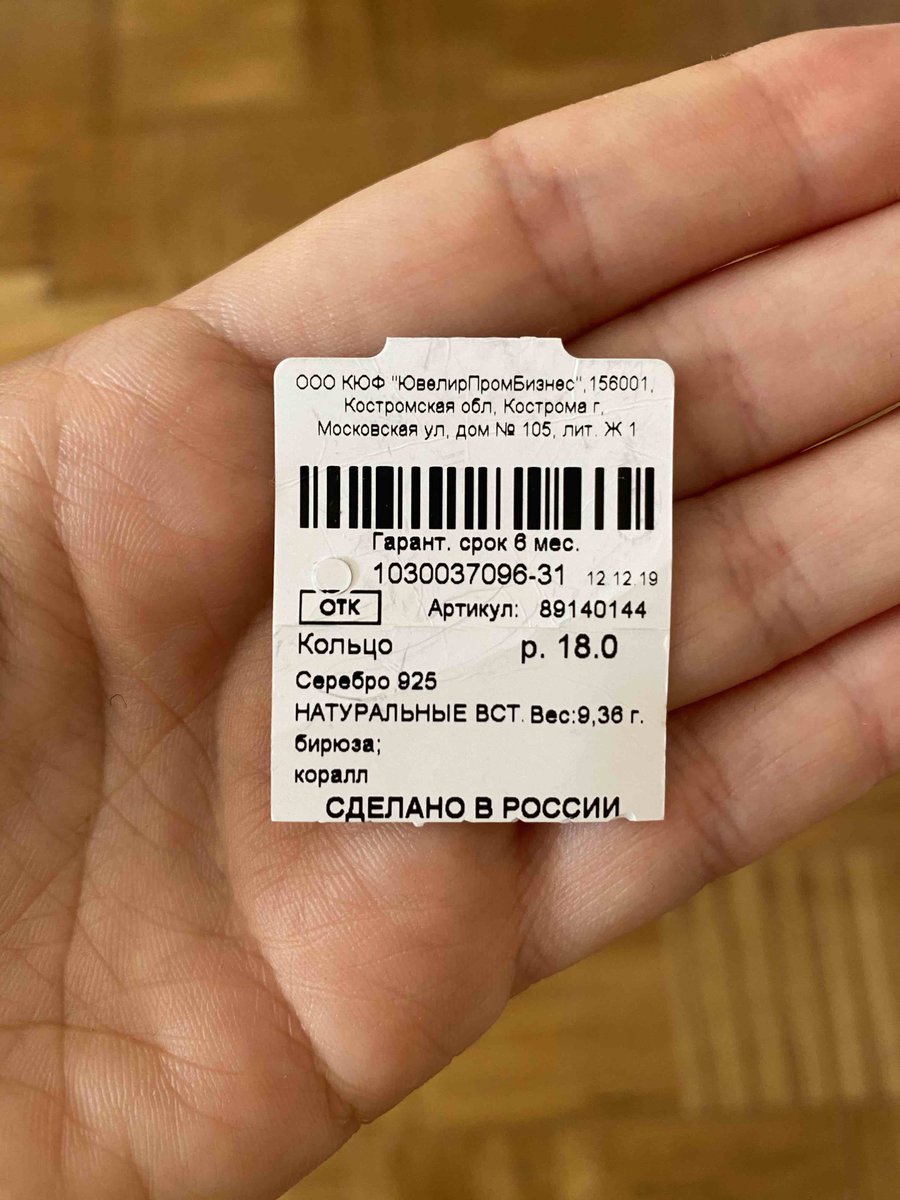 ООО КЮФ "ЮвелирПромБизнес",156001,
Костромская обл, Кострома г,
Московская ул, дом № 105, лит. Ж 1
Гарант. срок 6 мес.
1030037096-31 12.12.19
ОТК Артикул: 89140144
Кольцо р. 18.0
Серебро 925
НАТУРАЛЬНЫЕ ВСТ. Вес:9,36 г.
бирюза;
коралл
СДЕЛАНО В РОССИИ